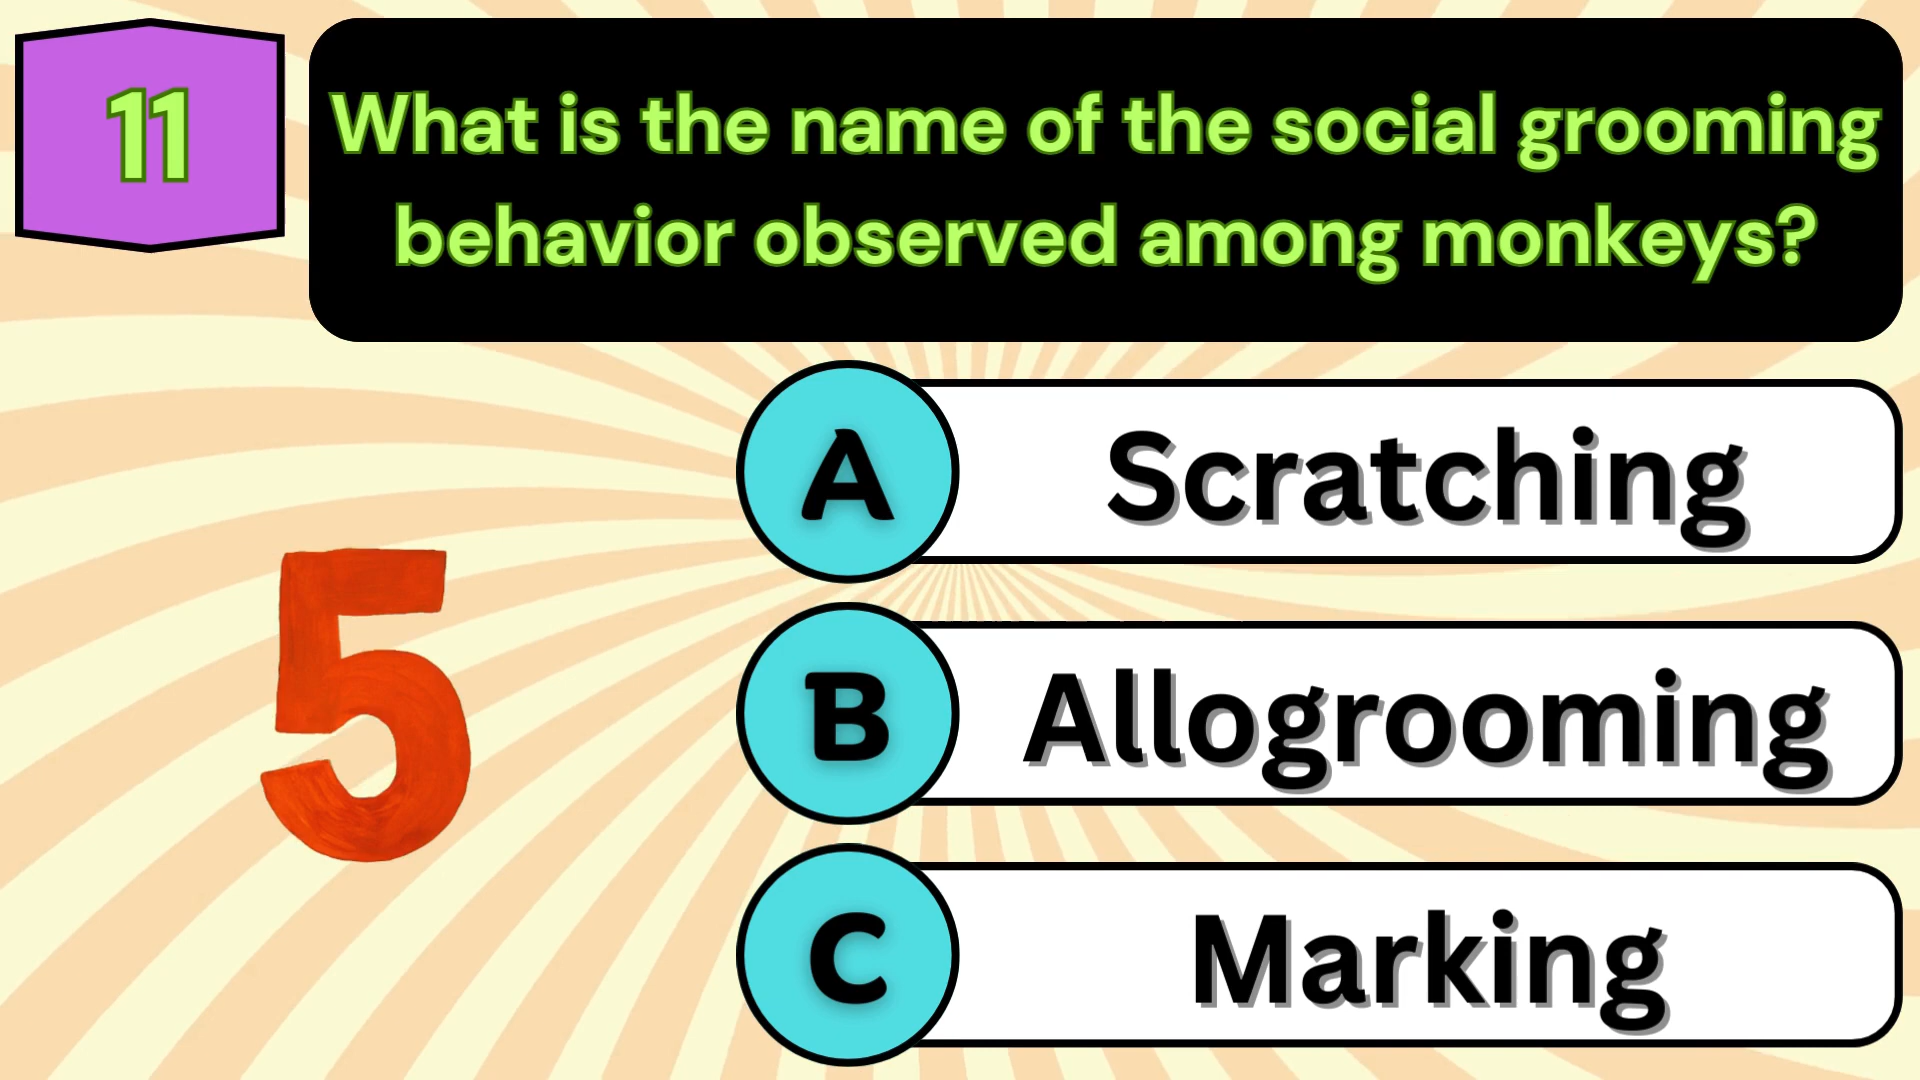 11
What is the name of the social grooming
behavior observed among monkeys?
A Scratching
5
B Allogrooming
C Marking